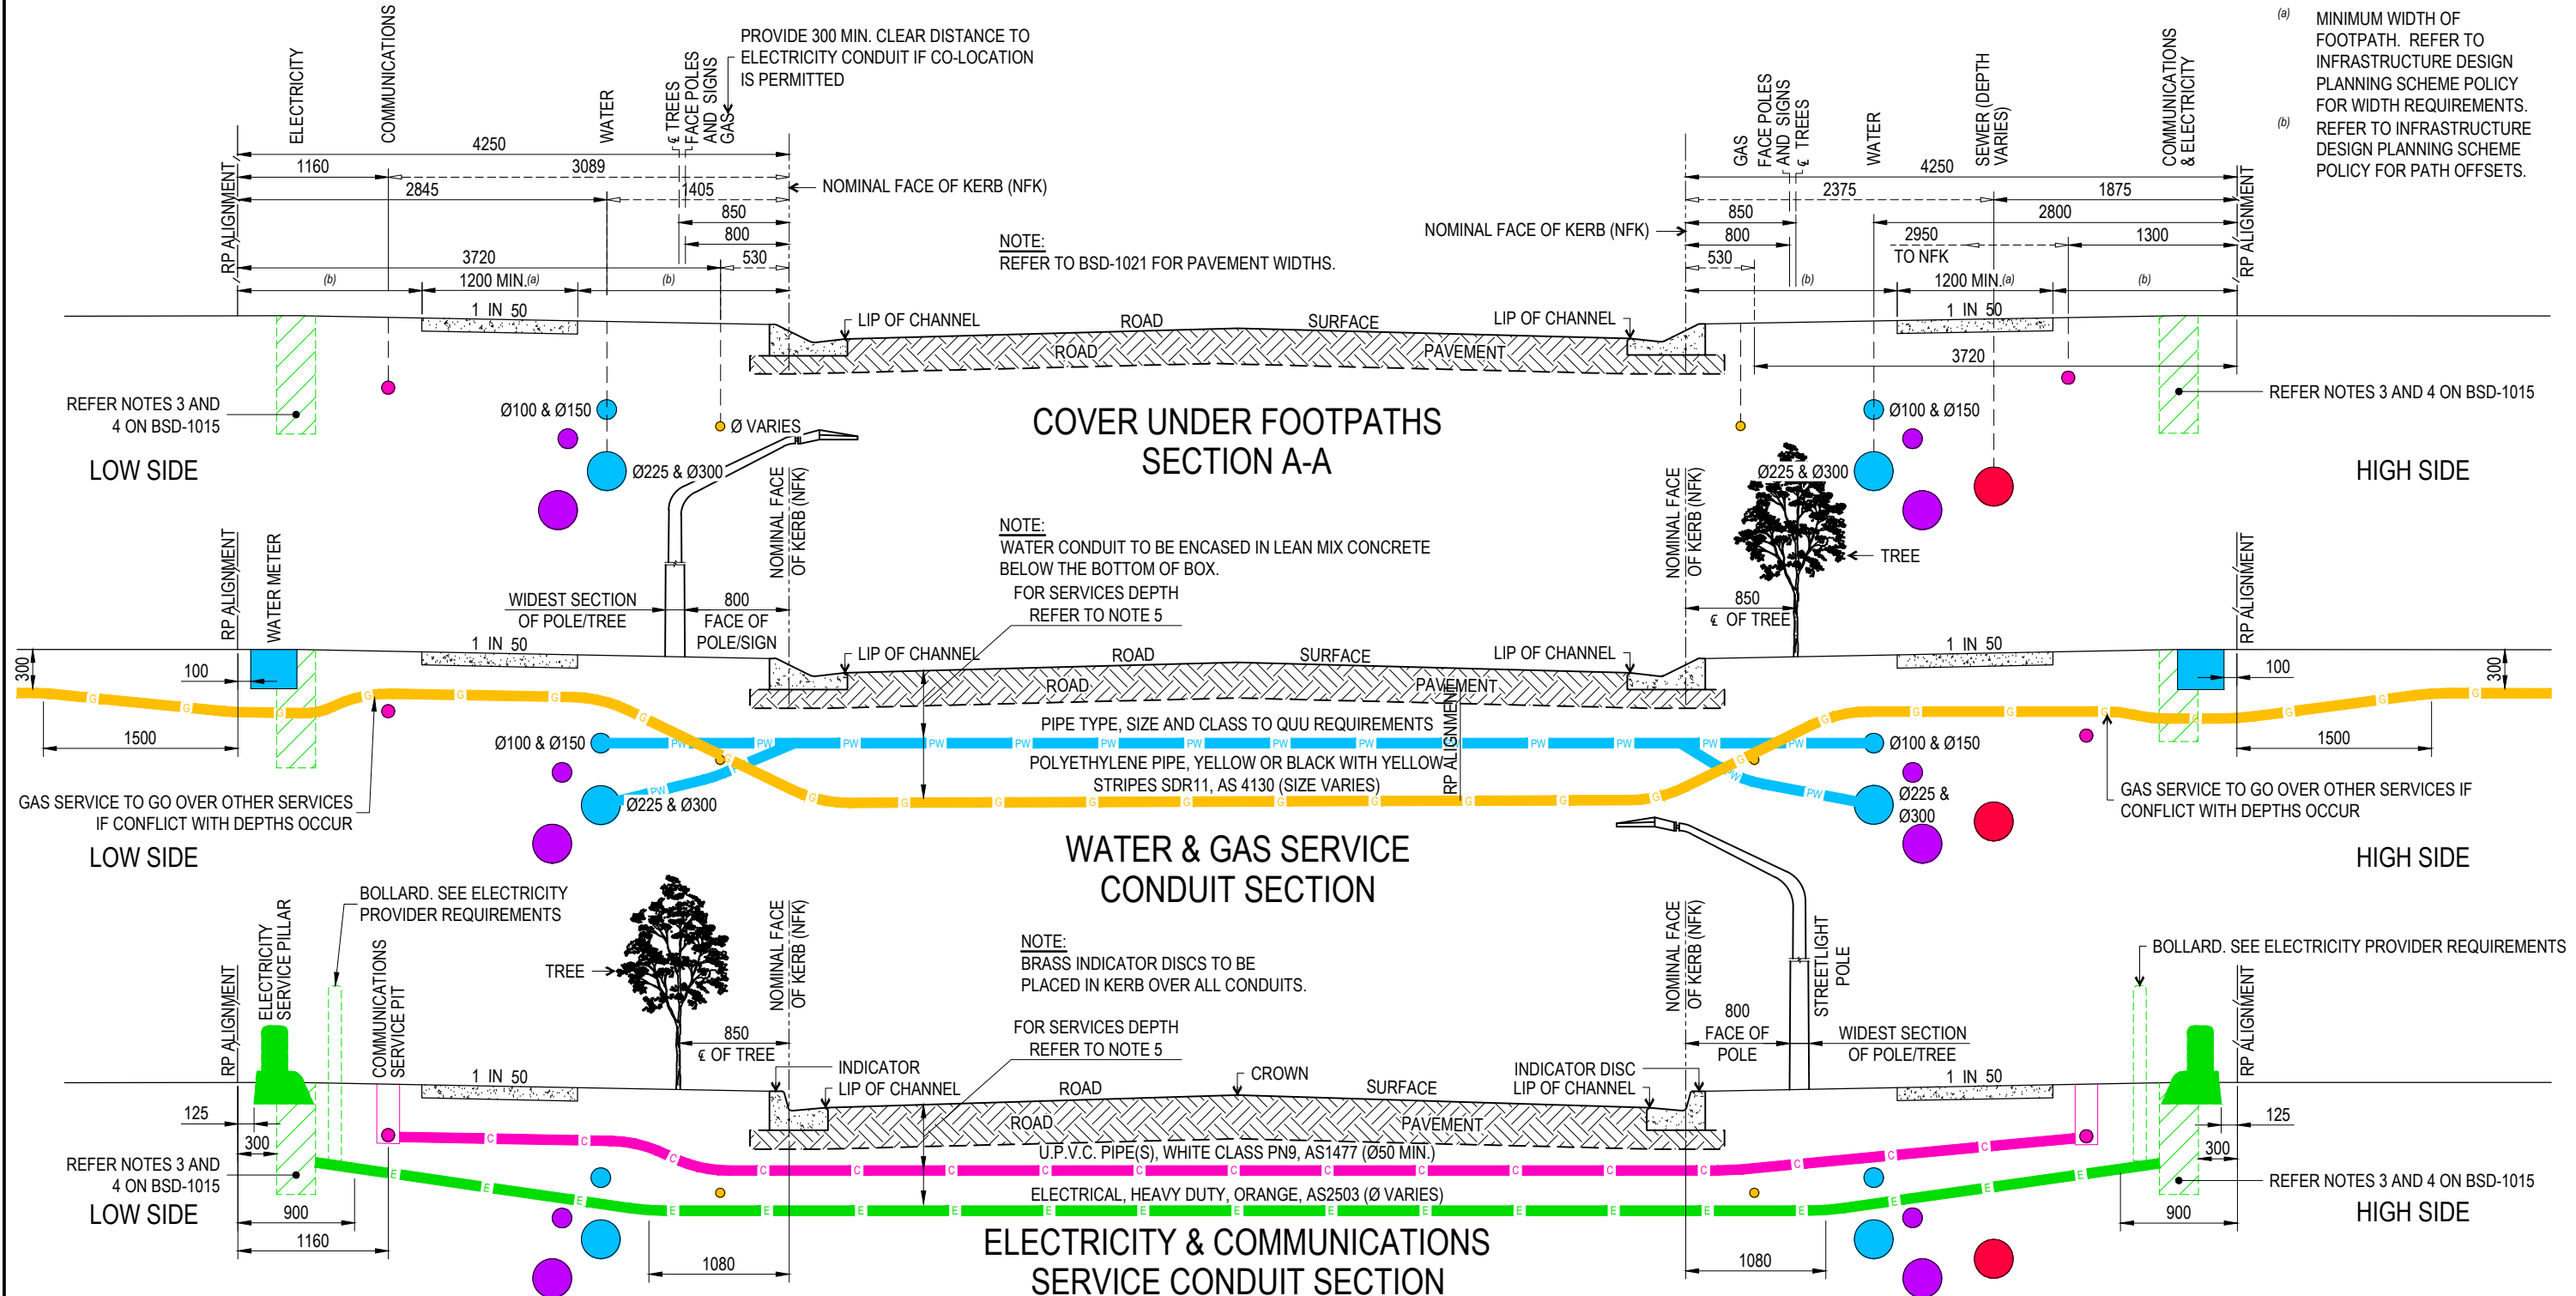 ELECTRICITY
COMMUNICATIONS
WATER
℄ TREES
FACE POLES
AND SIGNS
GAS
PROVIDE 300 MIN. CLEAR DISTANCE TO
ELECTRICITY CONDUIT IF CO-LOCATION
IS PERMITTED
GAS
FACE POLES
AND SIGNS
℄ TREES
WATER
SEWER (DEPTH
VARIES)
COMMUNICATIONS
& ELECTRICITY
(a) MINIMUM WIDTH OF
FOOTPATH. REFER TO
INFRASTRUCTURE DESIGN
PLANNING SCHEME POLICY
FOR WIDTH REQUIREMENTS.
(b) REFER TO INFRASTRUCTURE
DESIGN PLANNING SCHEME
POLICY FOR PATH OFFSETS.
RP ALIGNMENT
4250
1160
3089
2845
1405
850
800
3720
530
(b)
1200 MIN.(a)
(b)
1 IN 50
NOMINAL FACE OF KERB (NFK)
NOTE:
REFER TO BSD-1021 FOR PAVEMENT WIDTHS.
NOMINAL FACE OF KERB (NFK)
4250
2375
1875
850
2800
800
2950
TO NFK
1300
530
(b)
1200 MIN.(a)
(b)
1 IN 50
RP ALIGNMENT
LIP OF CHANNEL
ROAD
SURFACE
LIP OF CHANNEL
ROAD
PAVEMENT
3720
REFER NOTES 3 AND
4 ON BSD-1015
Ø100 & Ø150
Ø VARIES
Ø225 & Ø300
LOW SIDE
COVER UNDER FOOTPATHS
SECTION A-A
Ø100 & Ø150
Ø225 & Ø300
REFER NOTES 3 AND 4 ON BSD-1015
HIGH SIDE
RP ALIGNMENT
WATER METER
WIDEST SECTION
OF POLE/TREE
800
FACE OF
POLE/SIGN
NOMINAL FACE
OF KERB (NFK)
NOTE:
WATER CONDUIT TO BE ENCASED IN LEAN MIX CONCRETE
BELOW THE BOTTOM OF BOX.
FOR SERVICES DEPTH
REFER TO NOTE 5
NOMINAL FACE
OF KERB (NFK)
TREE
850
℄ OF TREE
RP ALIGNMENT
300
100
1 IN 50
LIP OF CHANNEL
ROAD
SURFACE
LIP OF CHANNEL
1 IN 50
100
300
ROAD
PAVEMENT
G G G G G G G G G G G G G G G G G G G G G G G G G G
1500
PIPE TYPE, SIZE AND CLASS TO QUU REQUIREMENTS
RP ALIGNMENT
1500
Ø100 & Ø150
PW PW PW PW PW PW PW PW PW PW PW PW PW
Ø100 & Ø150
POLYETHYLENE PIPE, YELLOW OR BLACK WITH YELLOW
STRIPES SDR11, AS 4130 (SIZE VARIES)
PW
PW
PW
PW
Ø225 & Ø300
Ø225 &
Ø300
GAS SERVICE TO GO OVER OTHER SERVICES
IF CONFLICT WITH DEPTHS OCCUR
GAS SERVICE TO GO OVER OTHER SERVICES IF
CONFLICT WITH DEPTHS OCCUR
LOW SIDE
WATER & GAS SERVICE
CONDUIT SECTION
HIGH SIDE
RP ALIGNMENT
ELECTRICITY
SERVICE PILLAR
BOLLARD. SEE ELECTRICITY
PROVIDER REQUIREMENTS
COMMUNICATIONS
SERVICE PIT
TREE
850
℄ OF TREE
NOMINAL FACE
OF KERB (NFK)
NOTE:
BRASS INDICATOR DISCS TO BE
PLACED IN KERB OVER ALL CONDUITS.
FOR SERVICES DEPTH
REFER TO NOTE 5
NOMINAL FACE
OF KERB (NFK)
800
FACE OF
POLE
STREETLIGHT
POLE
WIDEST SECTION
OF POLE/TREE
BOLLARD. SEE ELECTRICITY PROVIDER REQUIREMENTS
RP ALIGNMENT
1 IN 50
INDICATOR
LIP OF CHANNEL
ROAD
CROWN
SURFACE
INDICATOR DISC
LIP OF CHANNEL
1 IN 50
ROAD
PAVEMENT
125
300
125
300
U.P.V.C. PIPE(S), WHITE CLASS PN9, AS1477 (Ø50 MIN.)
C C C C C C C C C C C C C C C C C
REFER NOTES 3 AND
4 ON BSD-1015
ELECTRICAL, HEAVY DUTY, ORANGE, AS2503 (Ø VARIES)
E E E E E E E E E E E E E E E E E E E
REFER NOTES 3 AND 4 ON BSD-1015
LOW SIDE
900
1160
1080
ELECTRICITY & COMMUNICATIONS
SERVICE CONDUIT SECTION
1080
900
HIGH SIDE